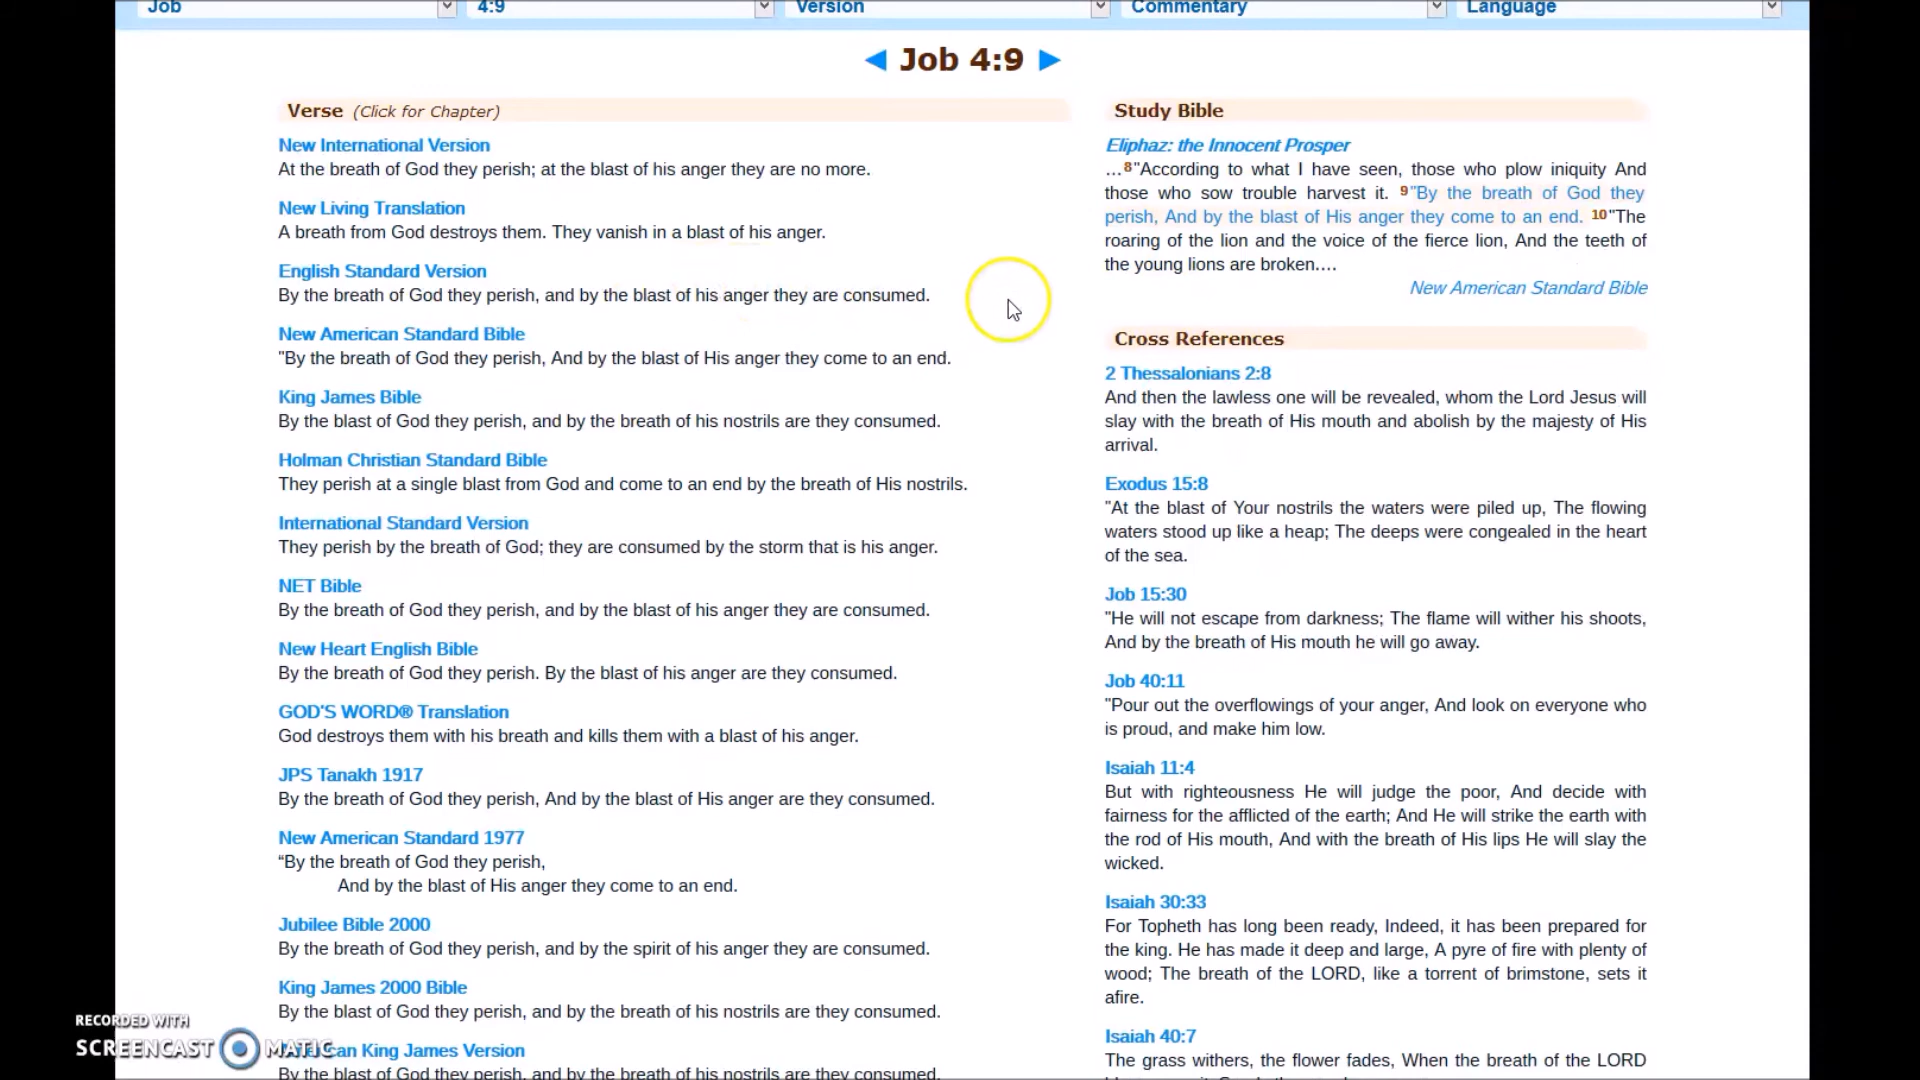 Job
4:9
Version
Commentary
Language
Job 4:9
Verse (Click for Chapter)
New International Version
At the breath of God they perish; at the blast of his anger they are no more.
New Living Translation
A breath from God destroys them. They vanish in a blast of his anger.
English Standard Version
By the breath of God they perish, and by the blast of his anger they are consumed.
New American Standard Bible
"By the breath of God they perish, And by the blast of His anger they come to an end.
King James Bible
By the blast of God they perish, and by the breath of his nostrils are they consumed.
Holman Christian Standard Bible
They perish at a single blast from God and come to an end by the breath of His nostrils.
International Standard Version
They perish by the breath of God; they are consumed by the storm that is his anger.
NET Bible
By the breath of God they perish, and by the blast of his anger they are consumed.
New Heart English Bible
By the breath of God they perish. By the blast of his anger are they consumed.
GOD'S WORD® Translation
God destroys them with his breath and kills them with a blast of his anger.
JPS Tanakh 1917
By the breath of God they perish, And by the blast of His anger are they consumed.
New American Standard 1977
“By the breath of God they perish,
And by the blast of His anger they come to an end.
Jubilee Bible 2000
By the breath of God they perish, and by the spirit of his anger they are consumed.
King James 2000 Bible
By the blast of God they perish, and by the breath of his nostrils are they consumed.
American King James Version
By the blast of God they perish, and by the breath of his nostrils are they consumed.
Study Bible
Eliphaz: the Innocent Prosper
…8"According to what I have seen, those who plow iniquity And
those who sow trouble harvest it. 9"By the breath of God they
perish, And by the blast of His anger they come to an end. 10"The
roaring of the lion and the voice of the fierce lion, And the teeth of
the young lions are broken.…
New American Standard Bible
Cross References
2 Thessalonians 2:8
And then the lawless one will be revealed, whom the Lord Jesus will
slay with the breath of His mouth and abolish by the majesty of His
arrival.
Exodus 15:8
"At the blast of Your nostrils the waters were piled up, The flowing
waters stood up like a heap; The deeps were congealed in the heart
of the sea.
Job 15:30
"He will not escape from darkness; The flame will wither his shoots,
And by the breath of His mouth he will go away.
Job 40:11
"Pour out the overflowings of your anger, And look on everyone who
is proud, and make him low.
Isaiah 11:4
But with righteousness He will judge the poor, And decide with
fairness for the afflicted of the earth; And He will strike the earth with
the rod of His mouth, And with the breath of His lips He will slay the
wicked.
Isaiah 30:33
For Topheth has long been ready, Indeed, it has been prepared for
the king. He has made it deep and large, A pyre of fire with plenty of
wood; The breath of the LORD, like a torrent of brimstone, sets it
afire.
Isaiah 40:7
The grass withers, the flower fades, When the breath of the LORD
RECORDED WITH
SCREENCAST MATIC